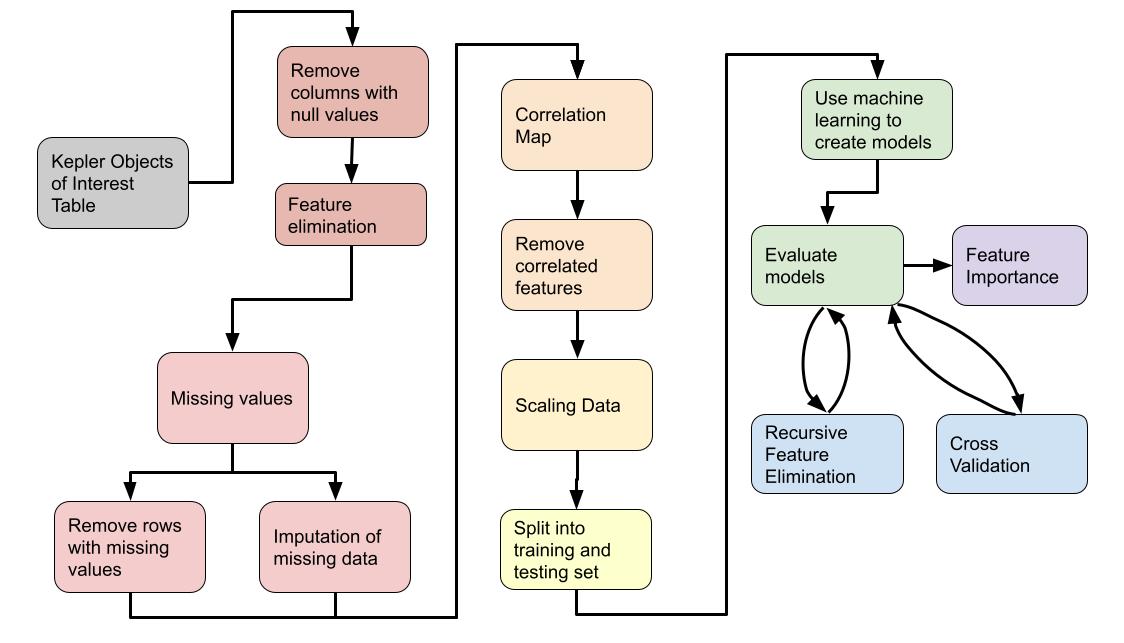 Kepler Objects
of Interest
Table
Remove
columns with
null values
Feature
elimination
Missing values
Remove rows
with missing
values
Imputation of
missing data
Correlation
Map
Remove
correlated
features
Scaling Data
Split into
training and
testing set
Use machine
learning to
create models
Evaluate
models
Feature
Importance
Recursive
Feature
Elimination
Cross
Validation